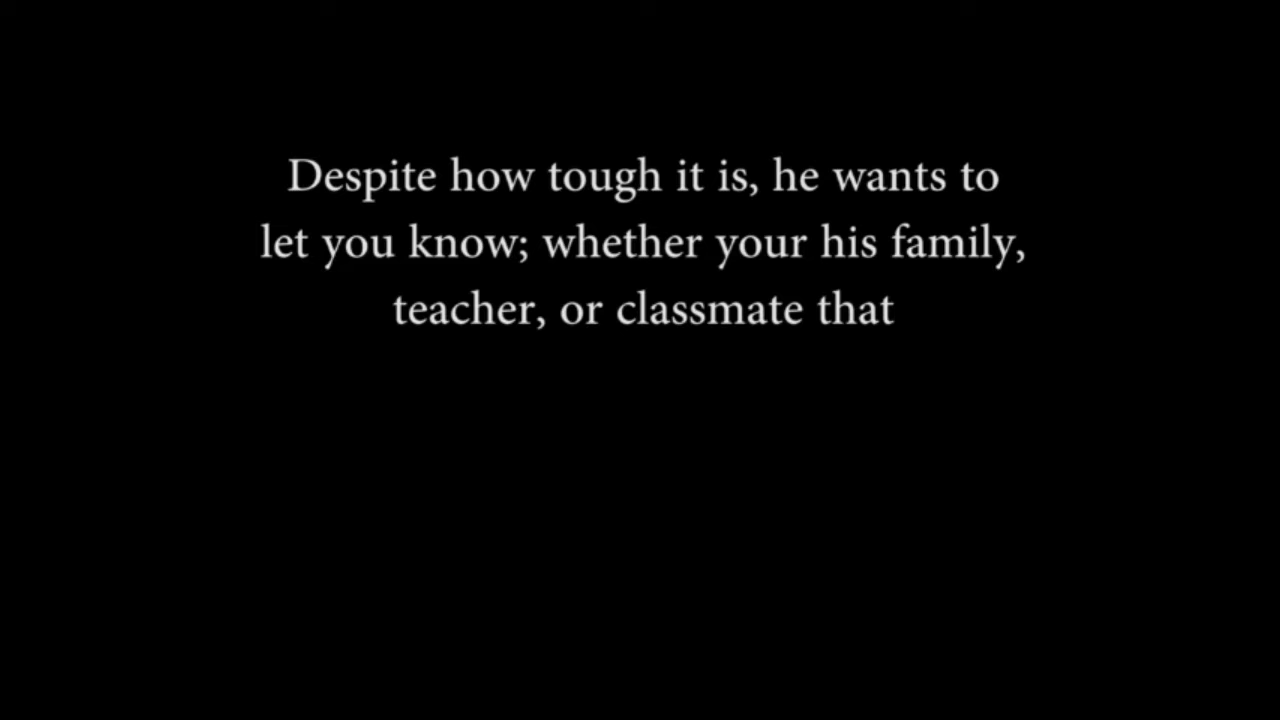 Despite how tough it is, he wants to
let you know; whether your his family,
teacher, or classmate that